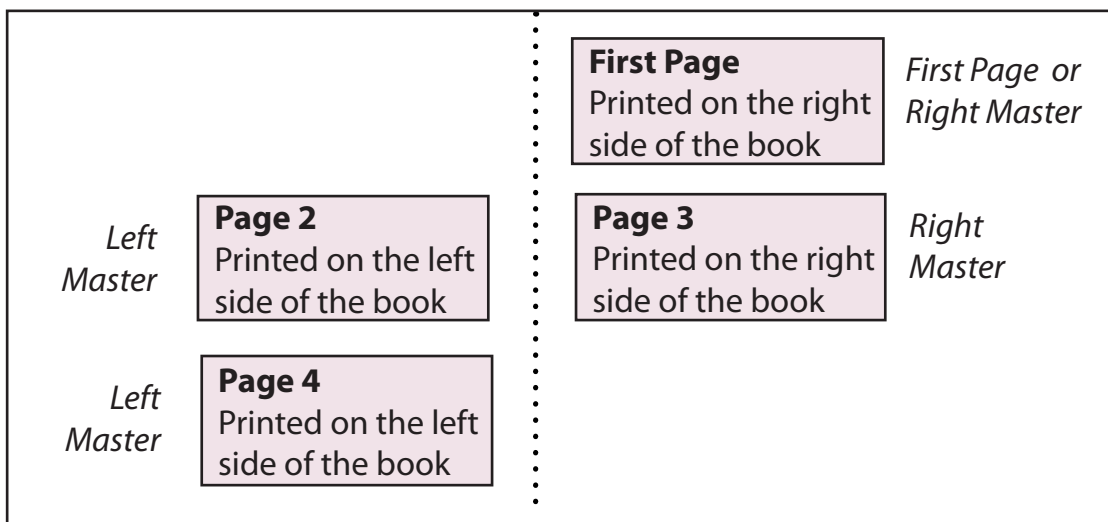 First Page
Printed on the right
side of the book
First Page or
Right Master
Left
Master
Page 2
Printed on the left
side of the book
Page 3
Printed on the right
side of the book
Right
Master
Left
Master
Page 4
Printed on the left
side of the book